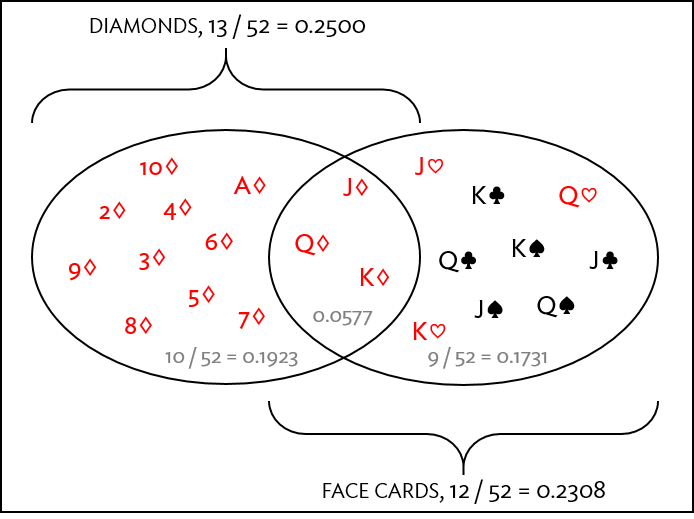 DIAMONDS, 13 / 52 = 0.2500
10♢
A♢
J♢
J♡
K♣
Q♡
2♢
4♢
6♢
Q♢
K♠
9♢
3♢
Q♣
J♣
K♢
5♢
J♠
Q♠
8♢
7♢
0.0577
K♡
10 / 52 = 0.1923
9 / 52 = 0.1731
FACE CARDS, 12 / 52 = 0.2308